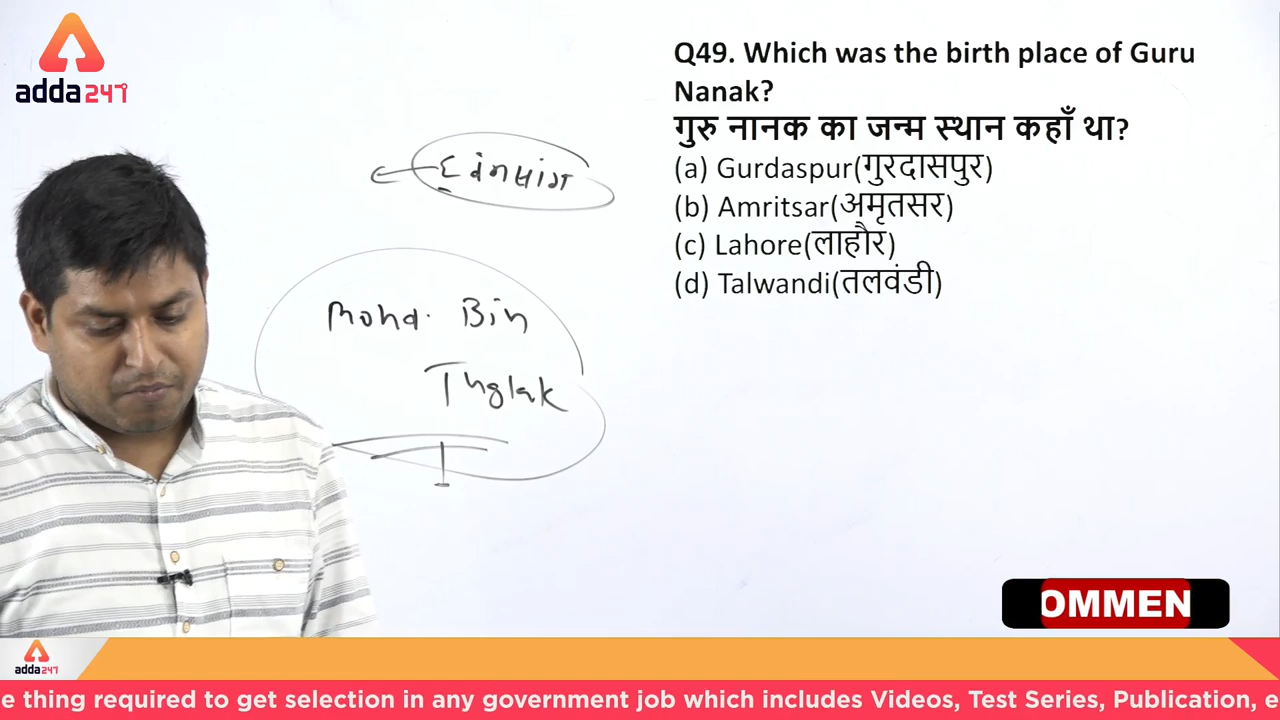 adda247
Q49. Which was the birth place of Guru
Nanak?
गुरु नानक का जन्म स्थान कहाँ था?
(a) Gurdaspur(गुरदासपुर)
(b) Amritsar(अमृतसर)
(c) Lahore(लाहौर)
(d) Talwandi(तलवंडी)
Mohd. Bin
Tuglak
OMMEN
adda247
e thing required to get selection in any government job which includes Videos, Test Series, Publication, e